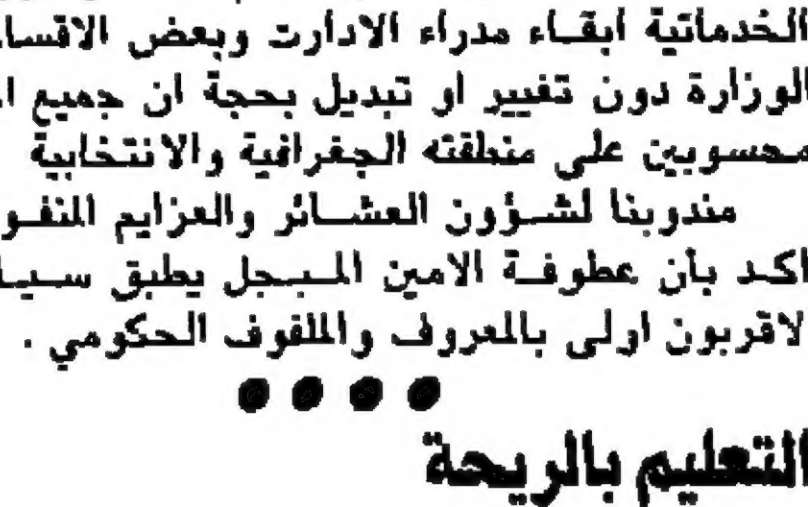 الخدماتية ابقاء مدراء الادارت وبعض الاقسا
الوزارة دون تغيير او تبديل بحجة ان جميع
محسوبين على منطقته الجغرافية والانتخابية
مندوبنا لشؤون العشائر والعزايم المنفو
اكد بأن عطوفة الامين المبجل يطبق سيا
لاقربون اولى بالمعروف والملفوف الحكومي .
التعليم بالريحة